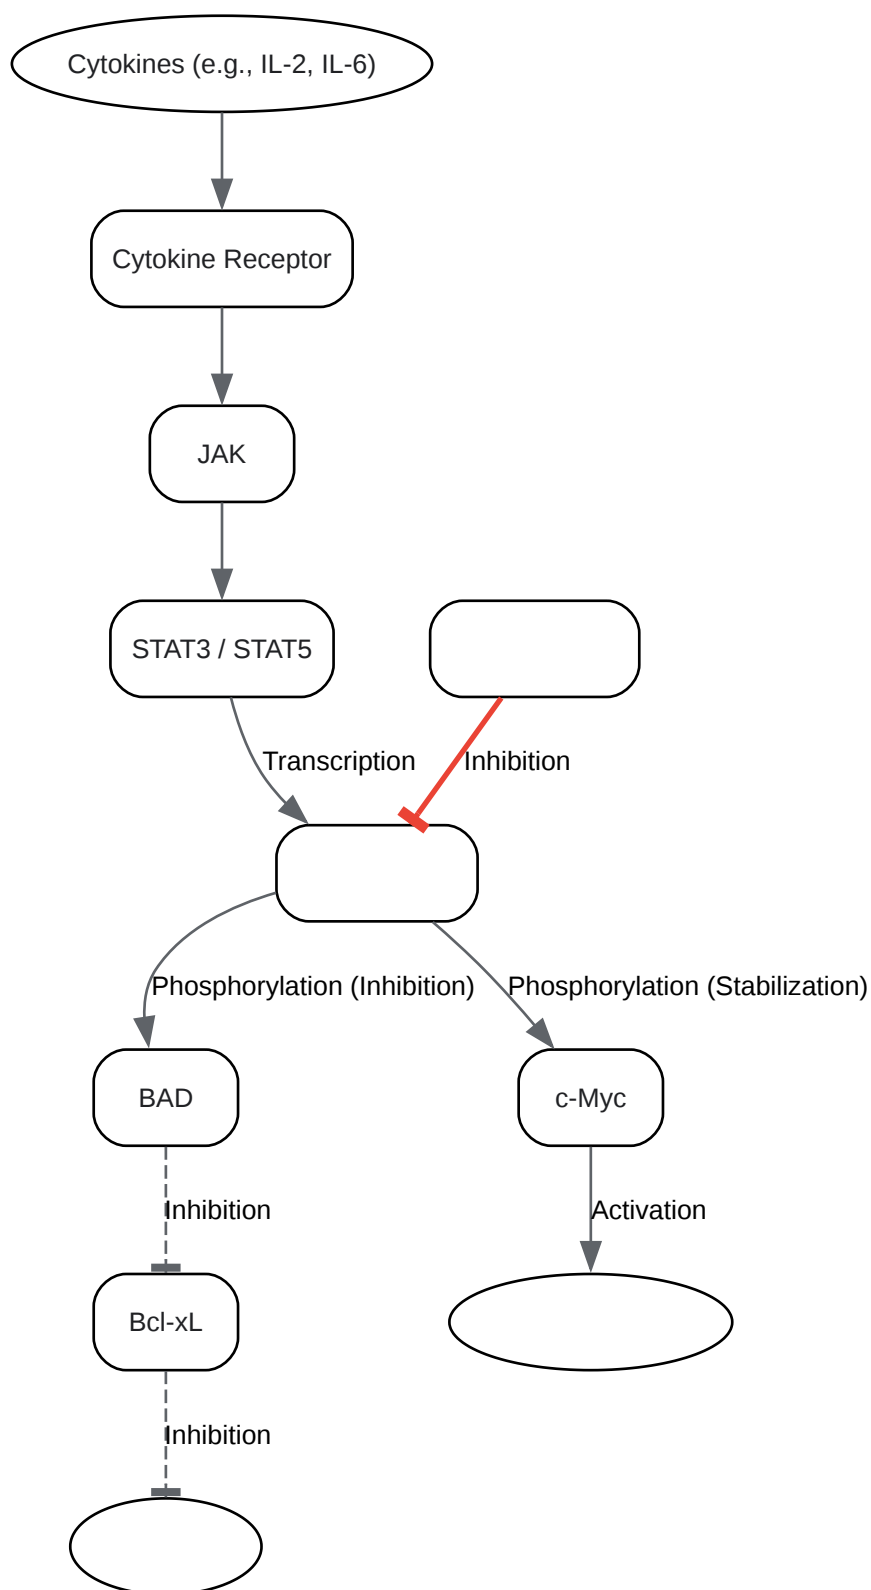 Cytokines (e.g., IL-2, IL-6)
Cytokine Receptor
JAK
STAT3 / STAT5
Transcription
Inhibition
Phosphorylation (Inhibition)
Phosphorylation (Stabilization)
BAD
c-Myc
Inhibition
Activation
Bcl-xL
Inhibition